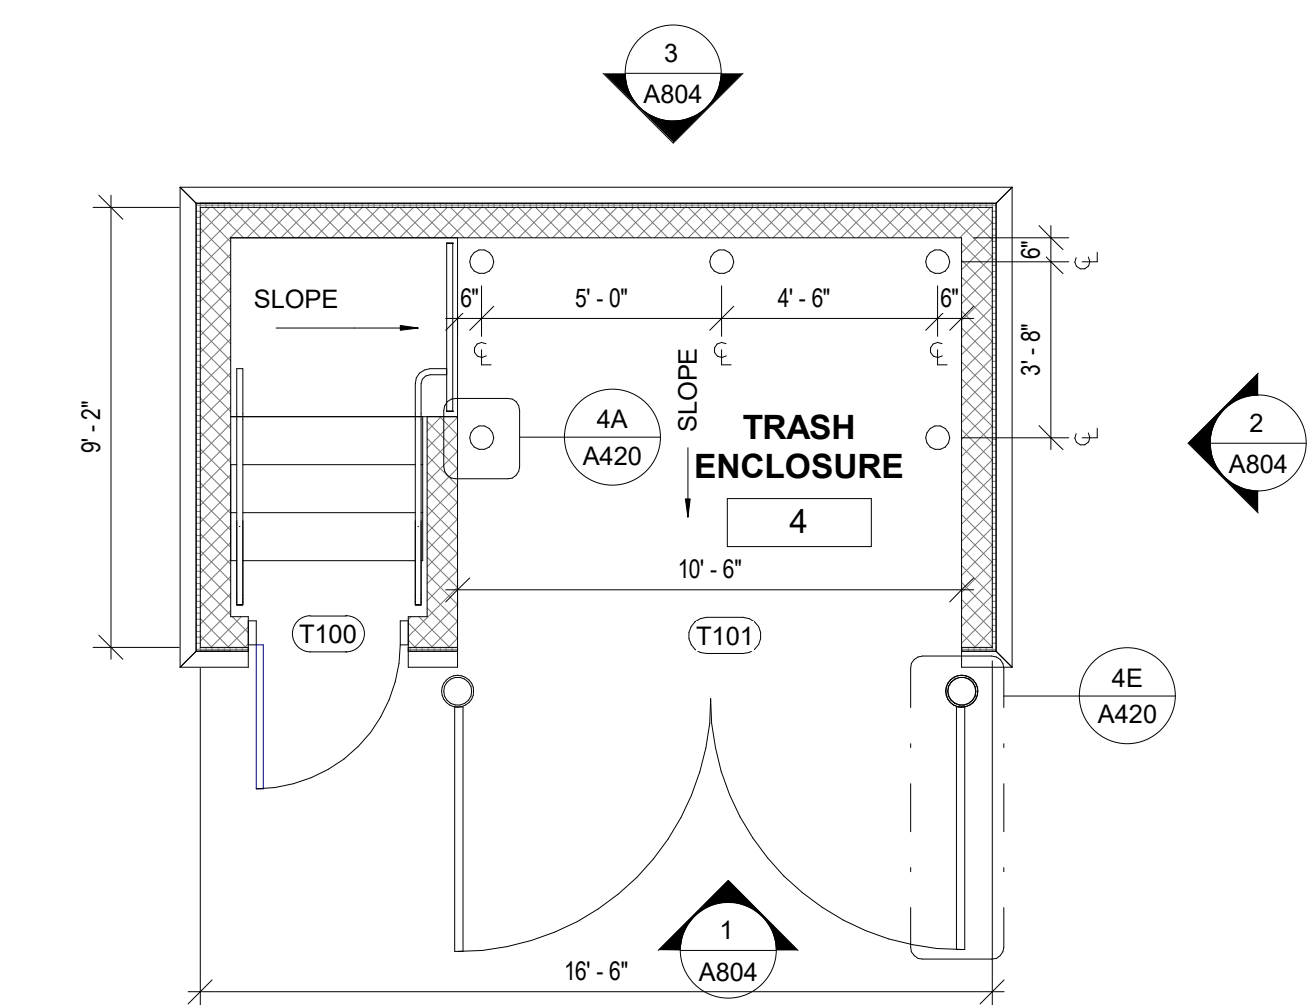 3
A804
6"
SLOPE
6"
5' - 0"
4' - 6"
6"
℄
℄
℄
℄
3' - 8"
SLOPE
9' - 2"
4A
A420
TRASH
ENCLOSURE
4
℄
2
A804
10' - 6"
T100
T101
4E
A420
1
A804
16' - 6"